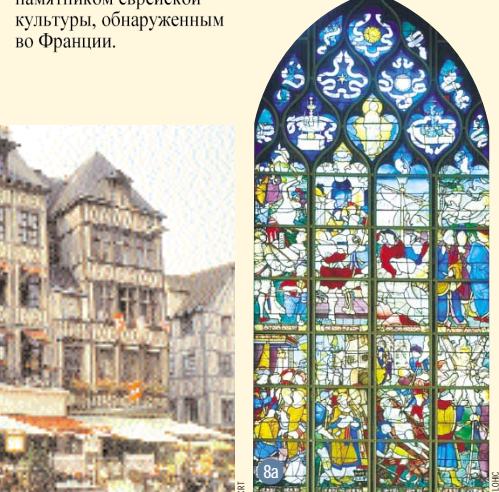 памятником еврейской
культуры, обнаруженным
во Франции.
8a